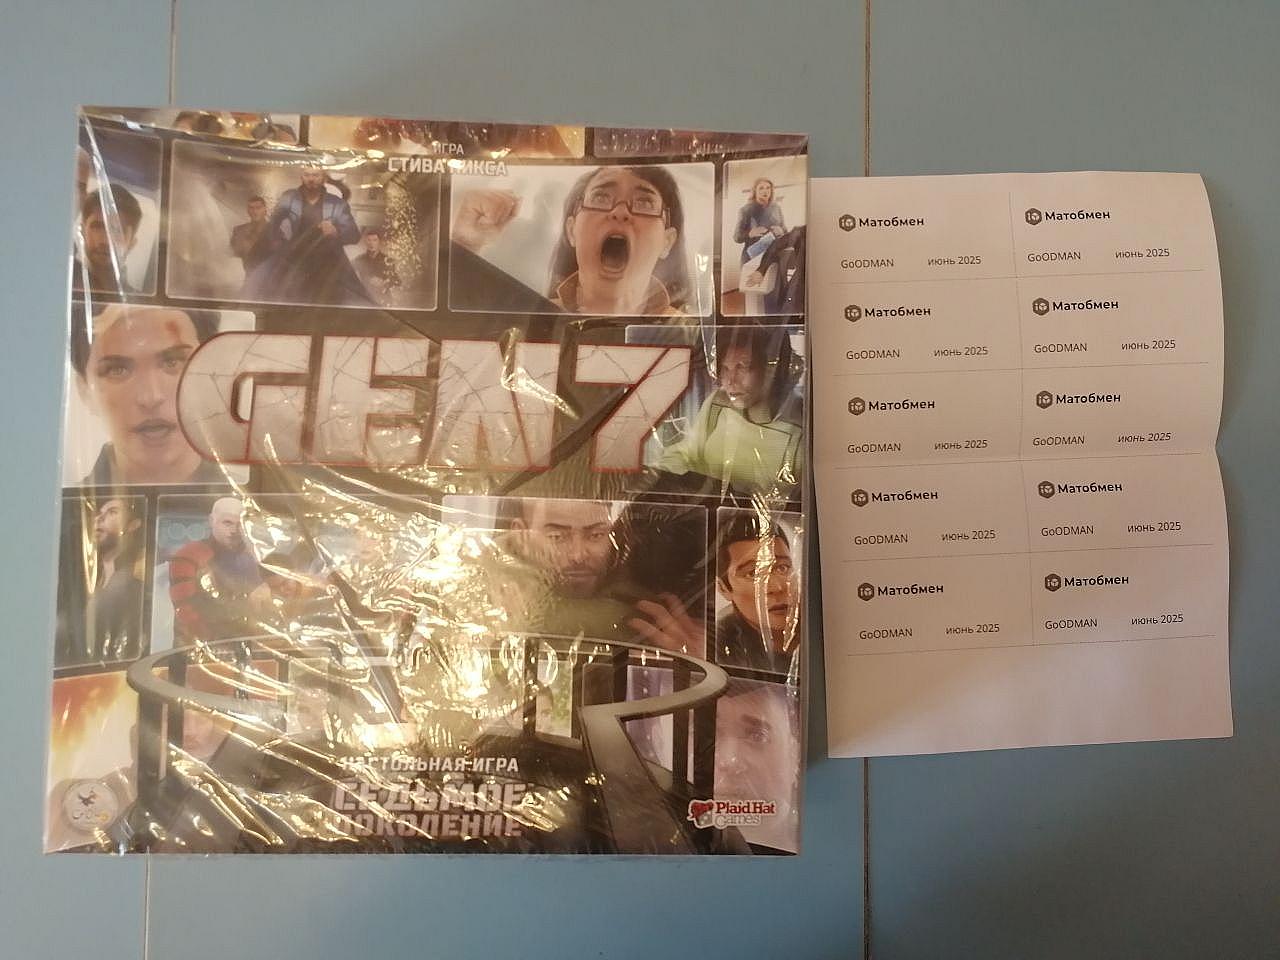 ИГРА
СТИВА НИКСА
GEN7
НАСТОЛЬНАЯ ИГРА
СЕДЬМОЕ
ПОКОЛЕНИЕ
Plaid Hat
Games
Матобмен
GoODMAN июнь 2025
Матобмен
GoODMAN июнь 2025
Матобмен
GoODMAN июнь 2025
Матобмен
GoODMAN июнь 2025
Матобмен
GoODMAN июнь 2025
Матобмен
GoODMAN июнь 2025
Матобмен
GoODMAN июнь 2025
Матобмен
GoODMAN июнь 2025
Матобмен
GoODMAN июнь 2025
Матобмен
GoODMAN июнь 2025